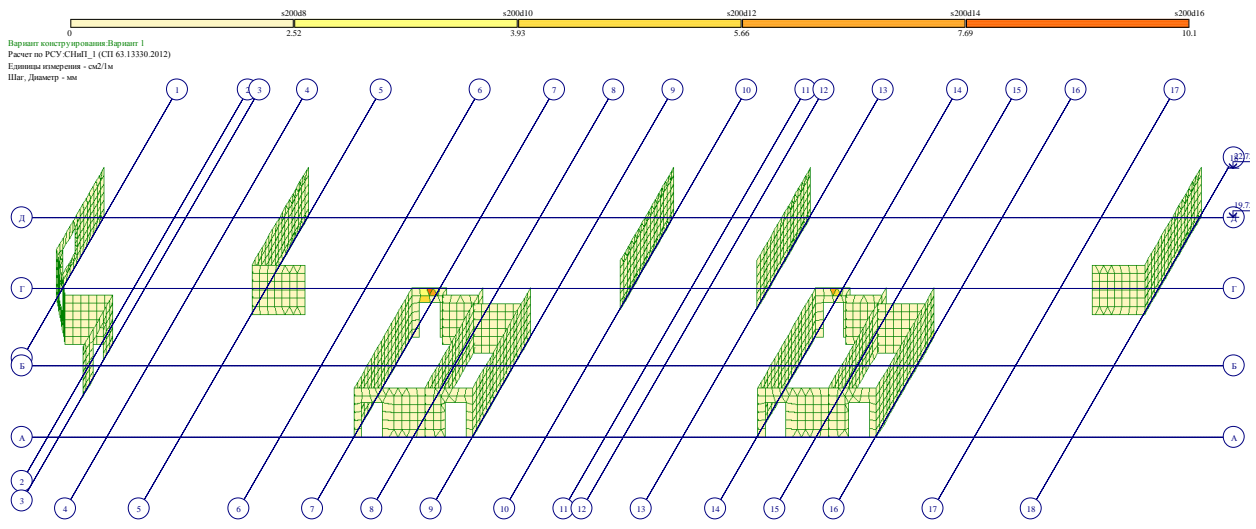 s200d8 s200d10 s200d12 s200d14 s200d16
0 2.52 3.93 5.66 7.69 10.1
Вариант конструирования:Вариант 1
Расчет по РСУ:СНиП_1 (СП 63.13330.2012)
Единицы измерения - см2/1м
Шаг, Диаметр - мм
1 2 3 4 5 6 7 8 9 10 11 12 13 14 15 16 17
Д
Г Г
Б Б
А А
2
3 4 5 6 7 8 9 10 11 12 13 14 15 16 17 18